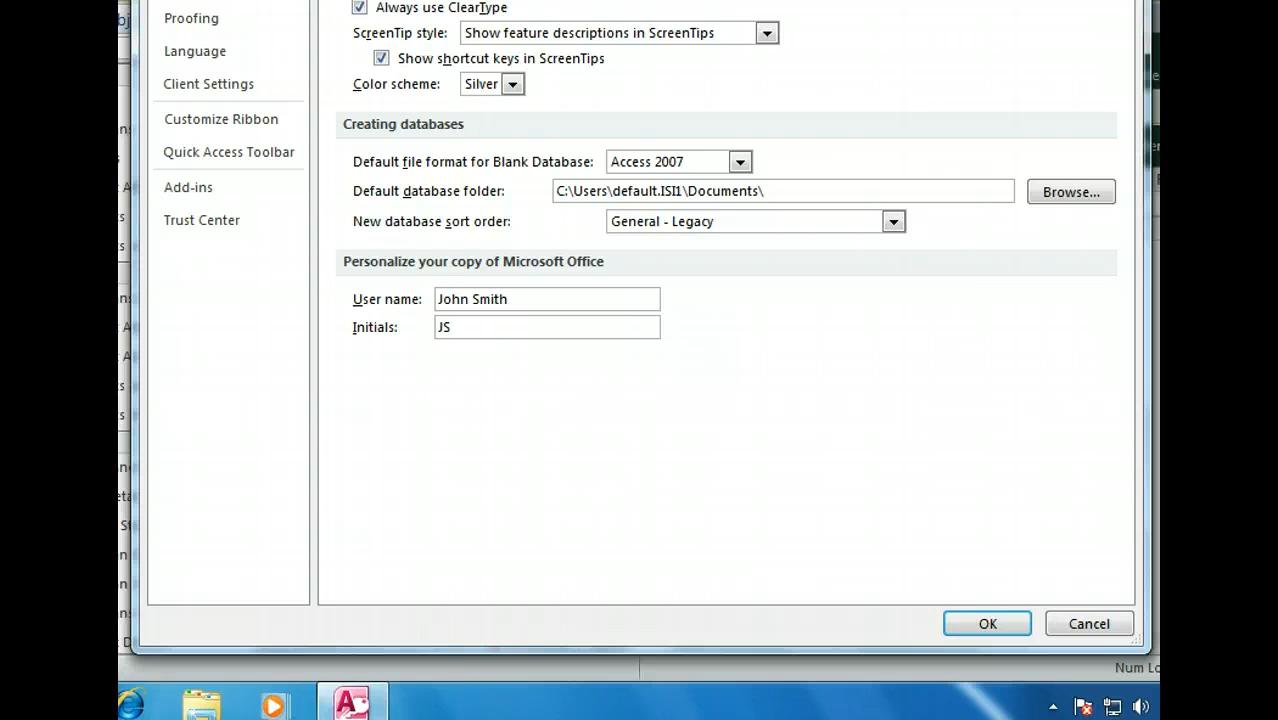 Proofing
Language
Client Settings
Customize Ribbon
Quick Access Toolbar
Add-ins
Trust Center
Always use ClearType
ScreenTip style: Show feature descriptions in ScreenTips
Show shortcut keys in ScreenTips
Color scheme: Silver
Creating databases
Default file format for Blank Database: Access 2007
Default database folder: C:\Users\default.ISI1\Documents\ Browse...
New database sort order: General - Legacy
Personalize your copy of Microsoft Office
User name: John Smith
Initials: JS
OK Cancel
Num Lo